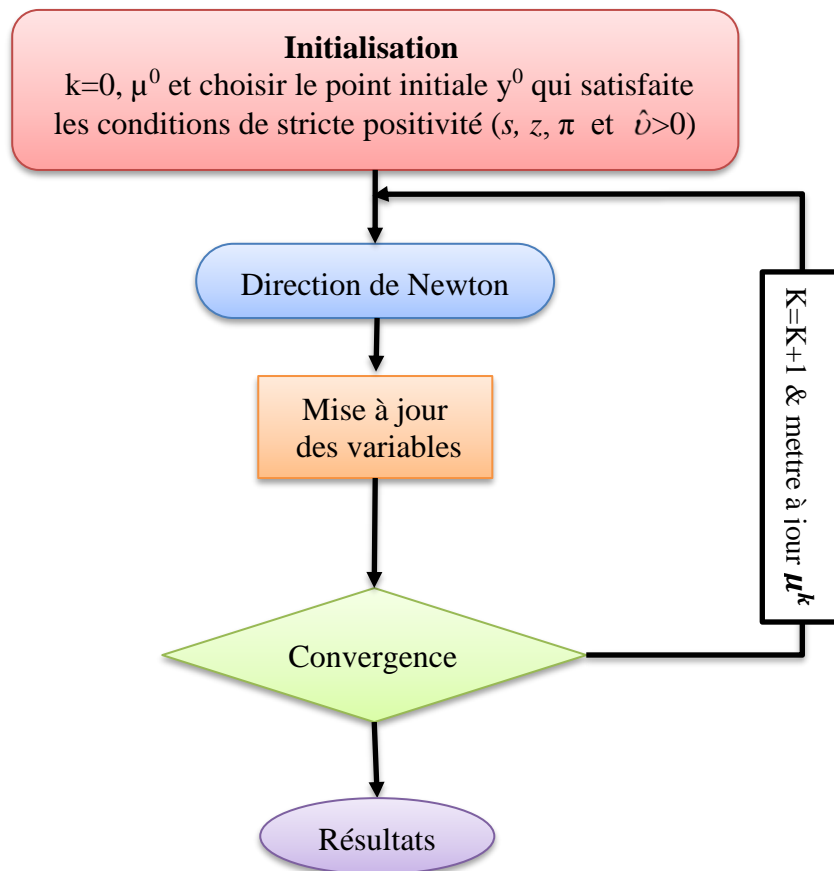 Initialisation
k=0, µ⁰ et choisir le point initiale y⁰ qui satisfaite
les conditions de stricte positivité (s, z, π et υ̂>0)
Direction de Newton
K=K+1 & mettre à jour μᵏ
Mise à jour
des variables
Convergence
Résultats